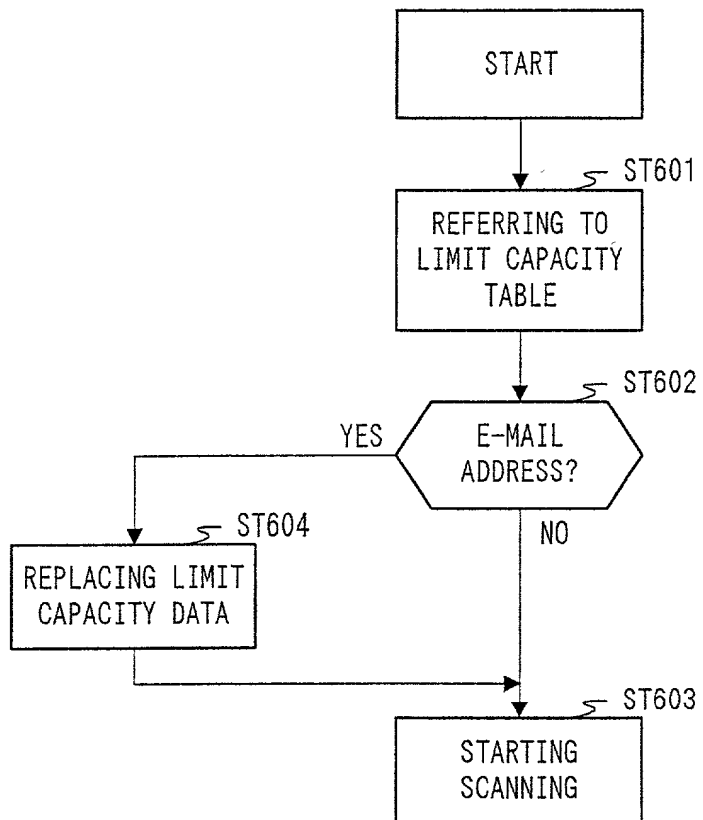 START
ST601
REFERRING TO
LIMIT CAPACITY
TABLE
ST602
YES
E-MAIL
ADDRESS?
NO
ST604
REPLACING LIMIT
CAPACITY DATA
ST603
STARTING
SCANNING